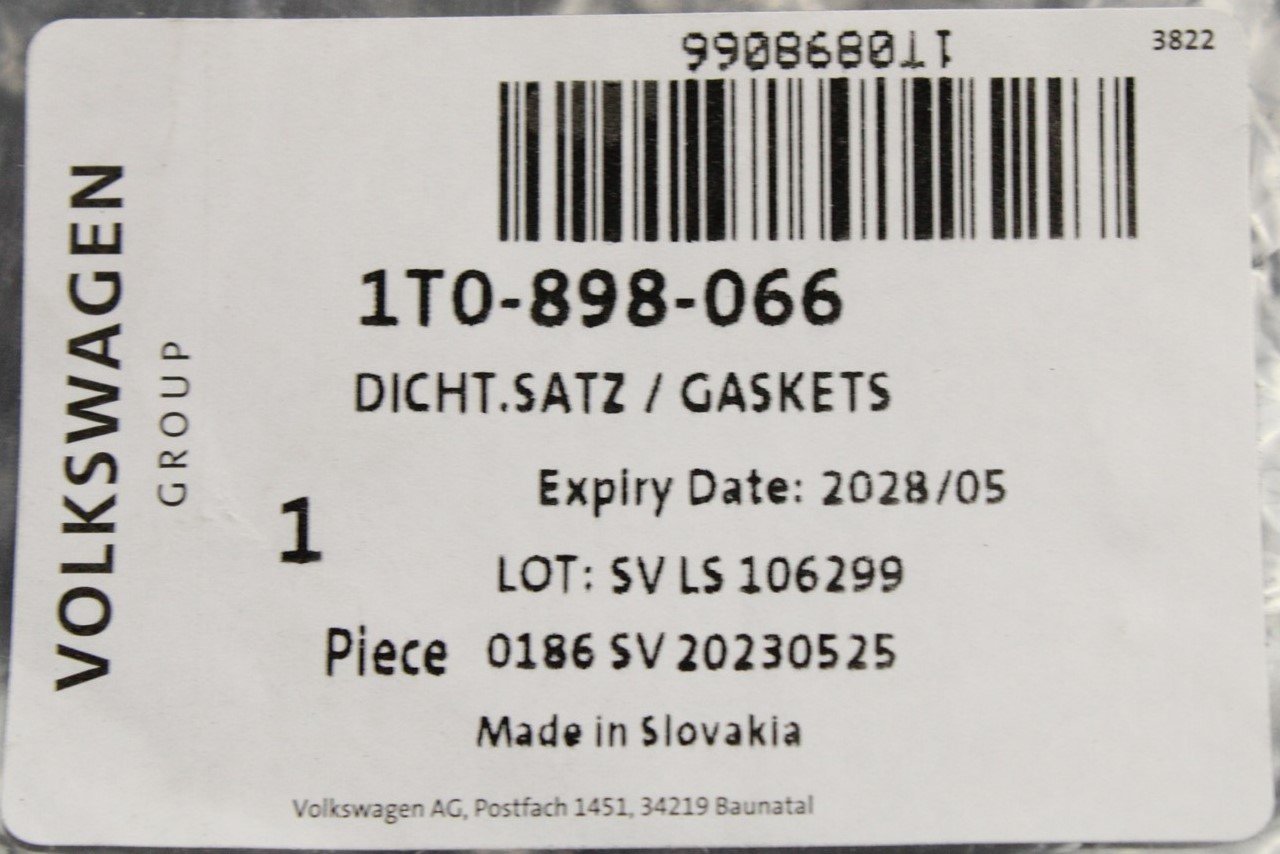 1T0898066
3822
1T0-898-066
DICHT.SATZ / GASKETS
Expiry Date: 2028/05
1
LOT: SV LS 106299
Piece 0186 SV 20230525
Made in Slovakia
Volkswagen AG, Postfach 1451, 34219 Baunatal
VOLKSWAGEN
GROUP